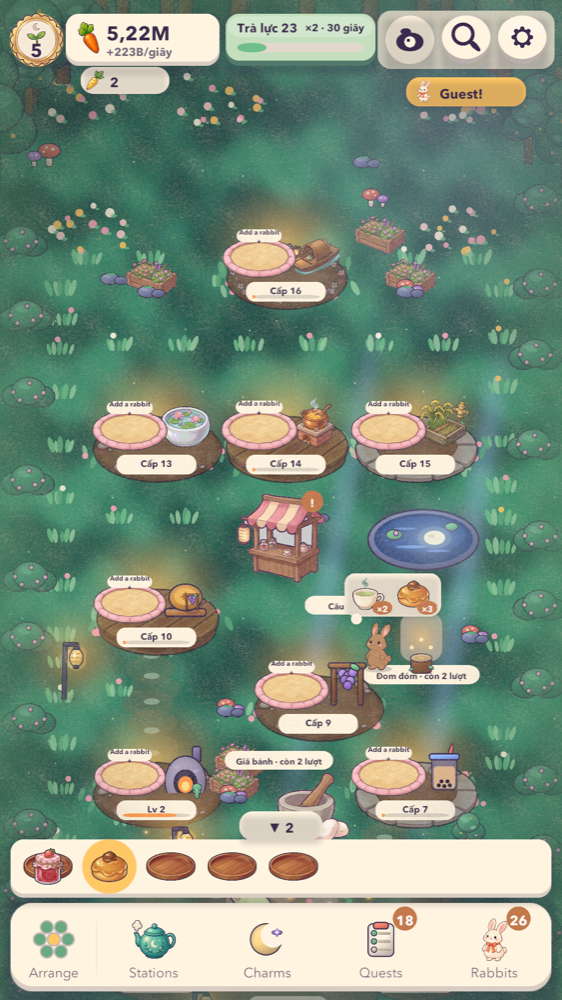 5
5,22M
+223B/giây
2
Trà lực 23 ×2 · 30 giây
Guest!
Add a rabbit
Cấp 16
Add a rabbit
Cấp 13
Add a rabbit
Cấp 14
Add a rabbit
Cấp 15
!
Add a rabbit
Cấp 10
Câu
×2
×3
Đom đóm · còn 2 lượt
Add a rabbit
Cấp 9
Giã bánh · còn 2 lượt
Add a rabbit
Lv 2
Add a rabbit
Cấp 7
▼ 2
Arrange
Stations
Charms
18
Quests
26
Rabbits